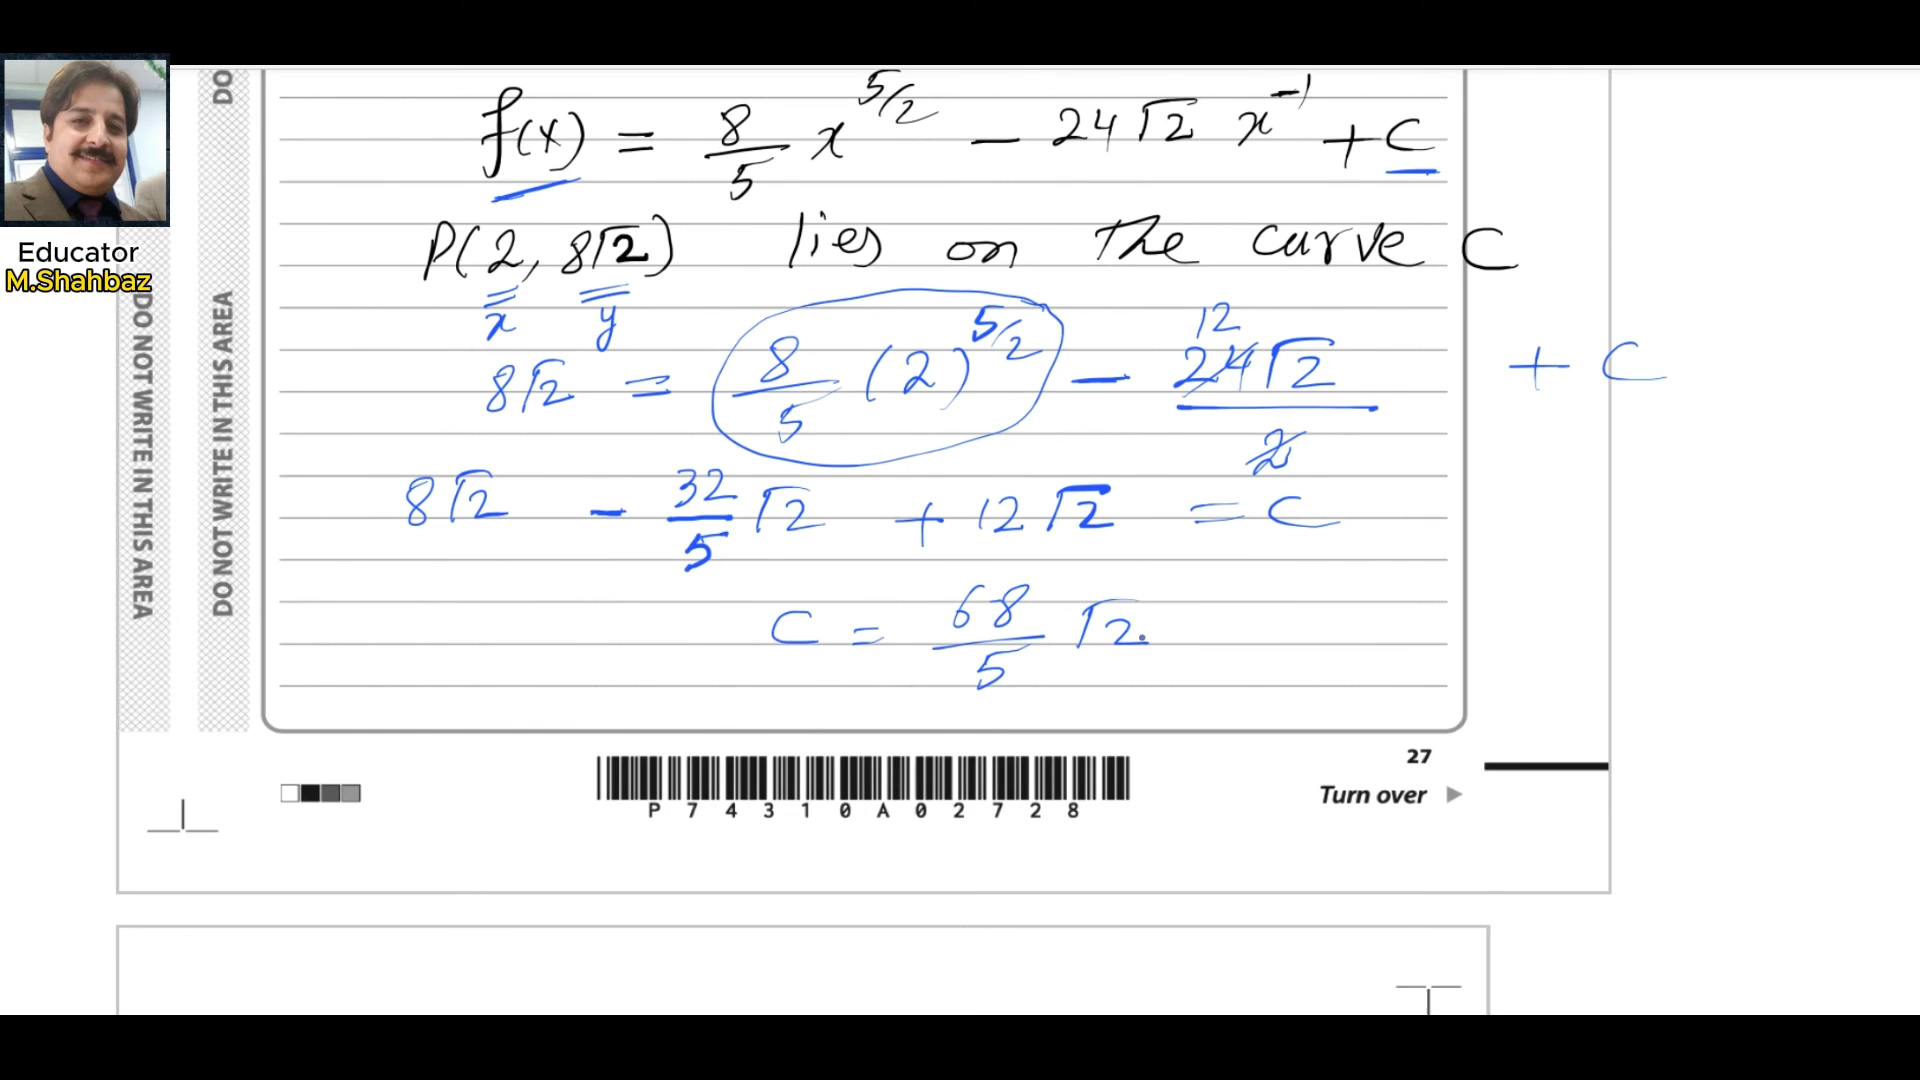 Educator
M.Shahbaz
DO
DO NOT WRITE IN THIS AREA
DO NOT WRITE IN THIS AREA
f(x) = 8/5 x^5/2 - 24√2 x^-1 + C
P(2, 8√2) lies on the curve C
x y
8√2 = 8/5 (2)^5/2 - 24√2/2 + C
12
8√2 - 32/5 √2 + 12√2 = C
C = 68/5 √2
27
Turn over
P 7 4 3 1 0 A 0 2 7 2 8